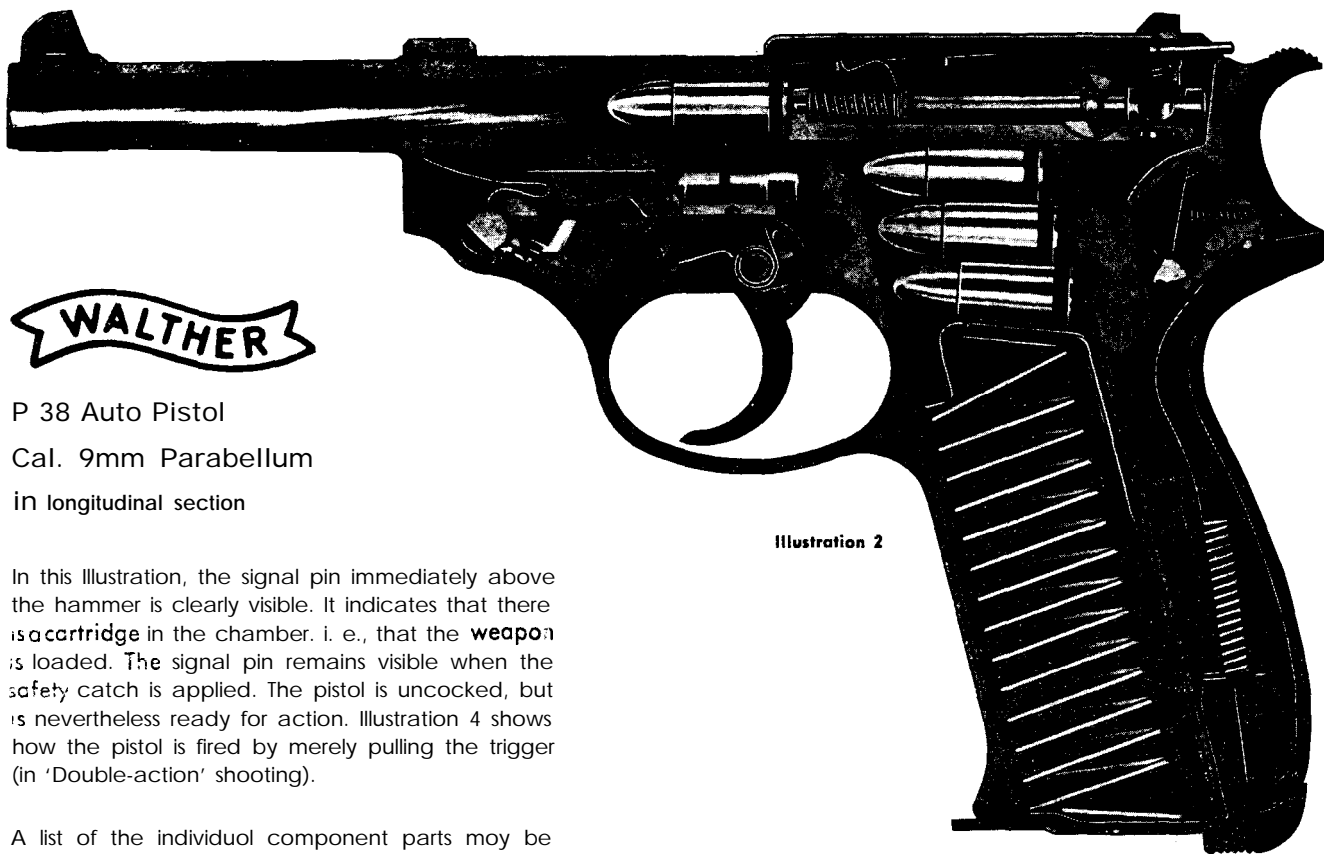 WALTHER
P 38 Auto Pistol
Cal. 9mm Parabellum
in longitudinal section
Illustration 2
In this Illustration, the signal pin immediately above
the hammer is clearly visible. It indicates that there
is a cartridge in the chamber. i. e., that the weapon
is loaded. The signal pin remains visible when the
safety catch is applied. The pistol is uncocked, but
is nevertheless ready for action. Illustration 4 shows
how the pistol is fired by merely pulling the trigger
(in ‘Double-action’ shooting).
A list of the individuol component parts moy be